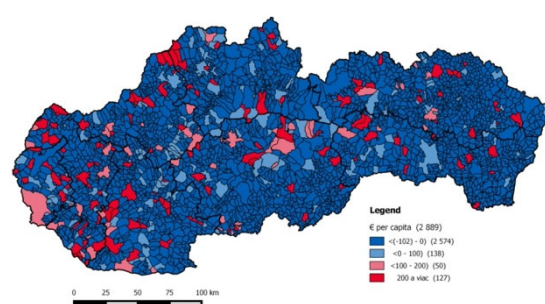 Legend
€ per capita (2 889)
<(-102) - 0) (2 574)
<0 - 100) (138)
<100 - 200) (50)
200 a viac (127)
0 25 50 75 100 km